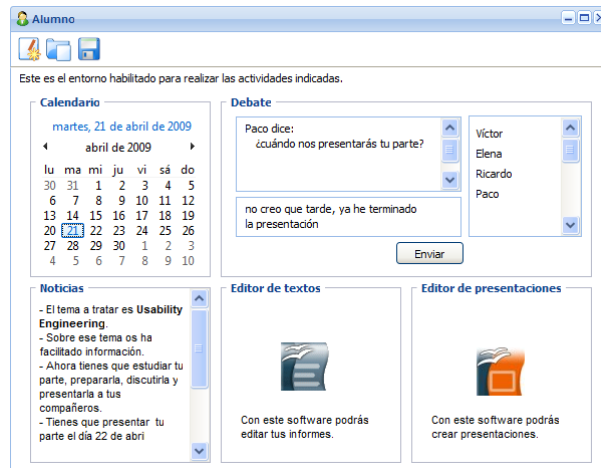 Alumno
Este es el entorno habilitado para realizar las actividades indicadas.
Calendario
martes, 21 de abril de 2009
abril de 2009
lu ma mi ju vi sá do
30 31 1 2 3 4 5
6 7 8 9 10 11 12
13 14 15 16 17 18 19
20 21 22 23 24 25 26
27 28 29 30 1 2 3
4 5 6 7 8 9 10
Debate
Paco dice:
¿cuándo nos presentarás tu parte?
no creo que tarde, ya he terminado
la presentación
Víctor
Elena
Ricardo
Paco
Enviar
Noticias
- El tema a tratar es Usability
Engineering.
- Sobre ese tema os ha
facilitado información.
- Ahora tienes que estudiar tu
parte, prepararla, discutirla y
presentarla a tus
compañeros.
- Tienes que presentar tu
parte el día 22 de abri
Editor de textos
Con este software podrás
editar tus informes.
Editor de presentaciones
Con este software podrás
crear presentaciones.